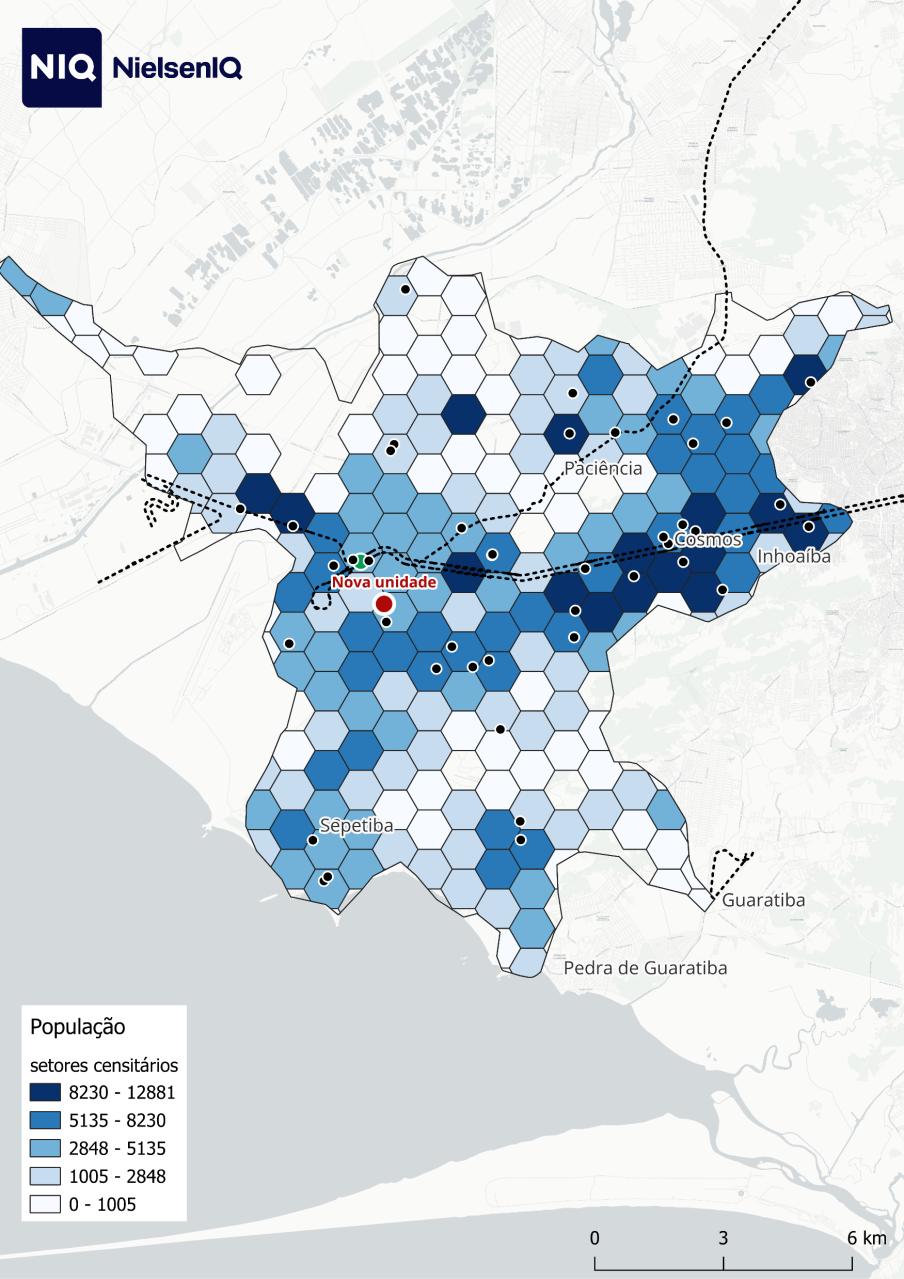 NIQ NielsenIQ
Paciência
Cosmos
Inhoaíba
Nova unidade
Sepetiba
Guaratiba
Pedra de Guaratiba
População
setores censitários
8230 - 12881
5135 - 8230
2848 - 5135
1005 - 2848
0 - 1005
0 3 6 km